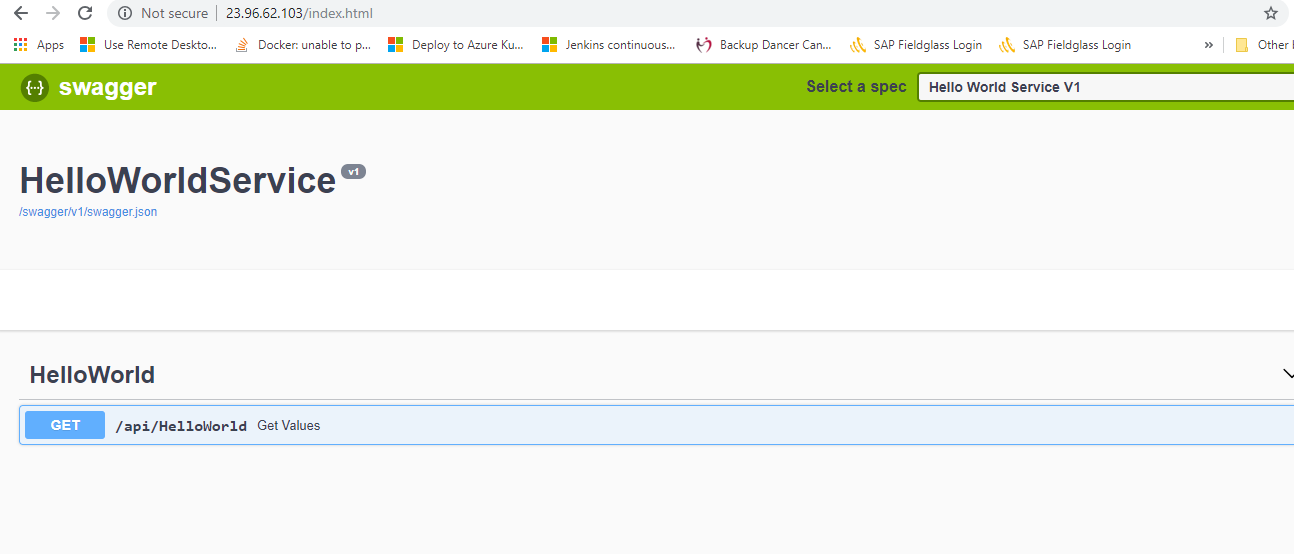 Not secure | 23.96.62.103/index.html
Apps Use Remote Deskto... Docker: unable to p... Deploy to Azure Ku... Jenkins continuous... Backup Dancer Can... SAP Fieldglass Login SAP Fieldglass Login » Other
{··} swagger Select a spec Hello World Service V1
HelloWorldService v1
/swagger/v1/swagger.json
HelloWorld
GET /api/HelloWorld Get Values